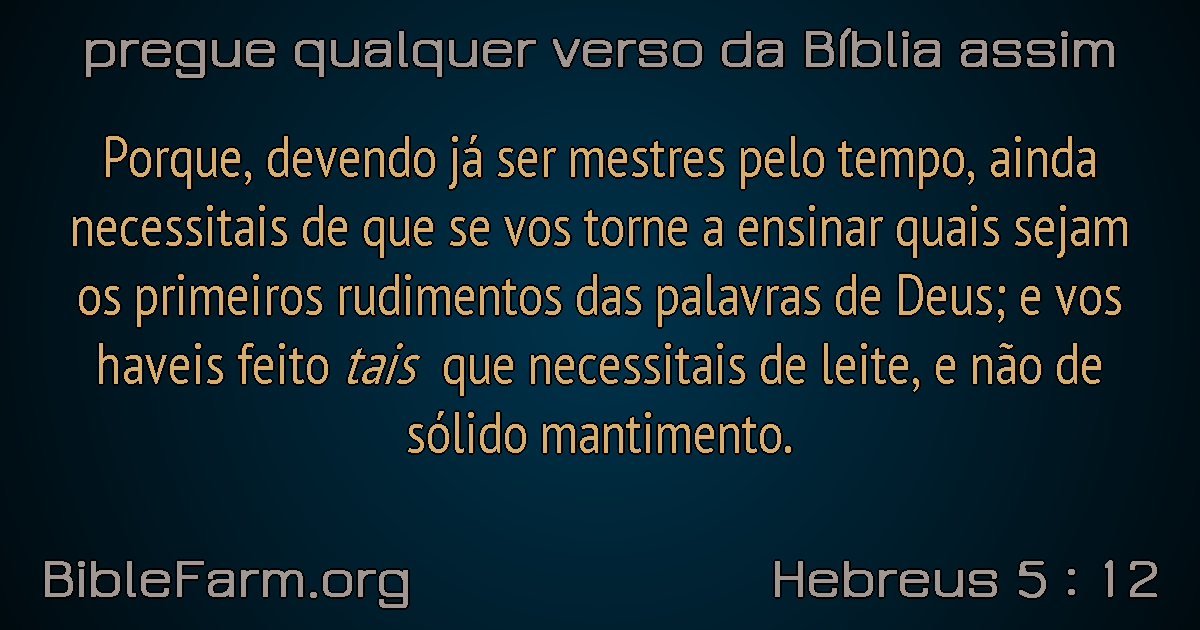 pregue qualquer verso da Bíblia assim
Porque, devendo já ser mestres pelo tempo, ainda
necessitais de que se vos torne a ensinar quais sejam
os primeiros rudimentos das palavras de Deus; e vos
haveis feito tais que necessitais de leite, e não de
sólido mantimento.
BibleFarm.org
Hebreus 5 : 12